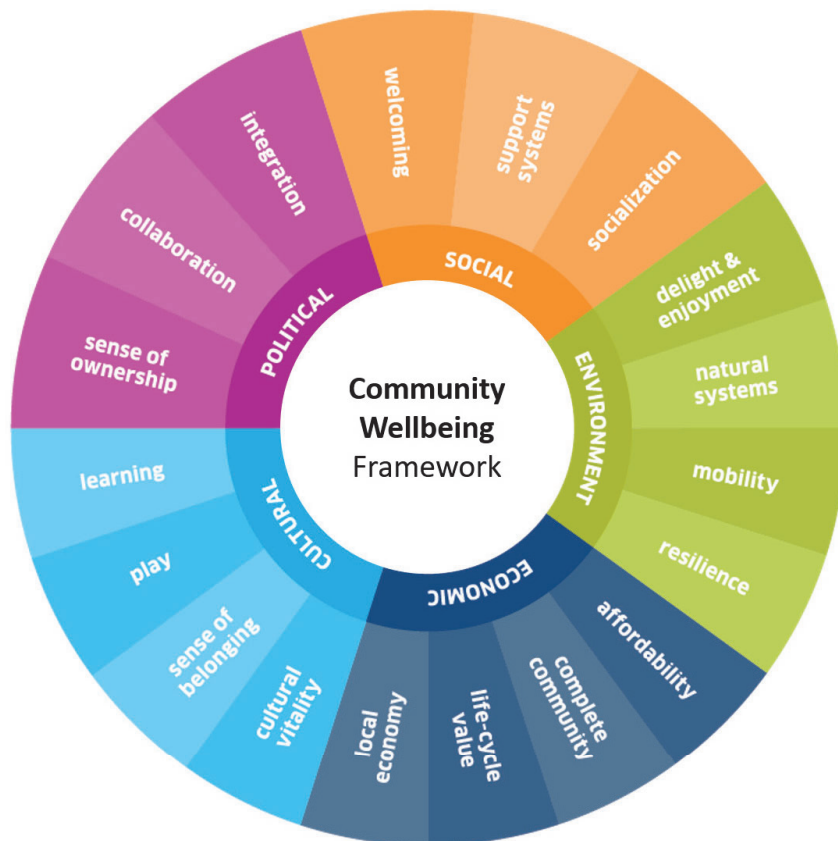 Community
Wellbeing
Framework
SOCIAL
welcoming
support
systems
socialization
ENVIRONMENT
delight &
enjoyment
natural
systems
mobility
resilience
ECONOMIC
affordability
complete
community
life-cycle
value
local
economy
CULTURAL
cultural
vitality
sense of
belonging
play
learning
POLITICAL
sense of
ownership
collaboration
integration